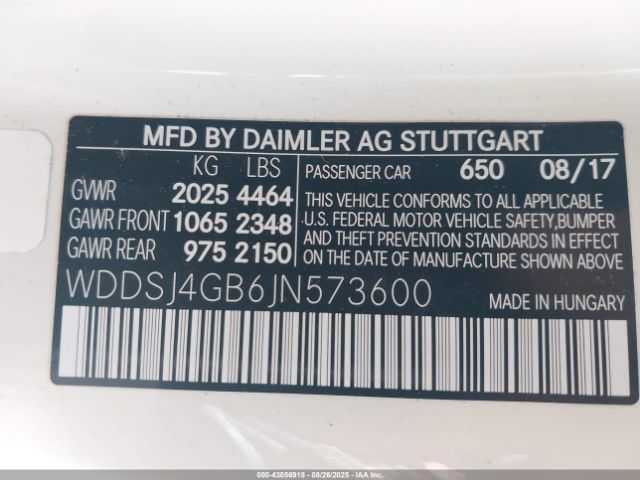 MFD BY DAIMLER AG STUTTGART
KG LBS
GVWR 2025 4464
GAWR FRONT 1065 2348
GAWR REAR 975 2150
PASSENGER CAR 650 08/17
THIS VEHICLE CONFORMS TO ALL APPLICABLE
U.S. FEDERAL MOTOR VEHICLE SAFETY, BUMPER
AND THEFT PREVENTION STANDARDS IN EFFECT
ON THE DATE OF MANUFACTURE SHOWN ABOVE.
WDDSJ4GB6JN573600 MADE IN HUNGARY
000-43056918 - 08/26/2025 - IAAI.COM